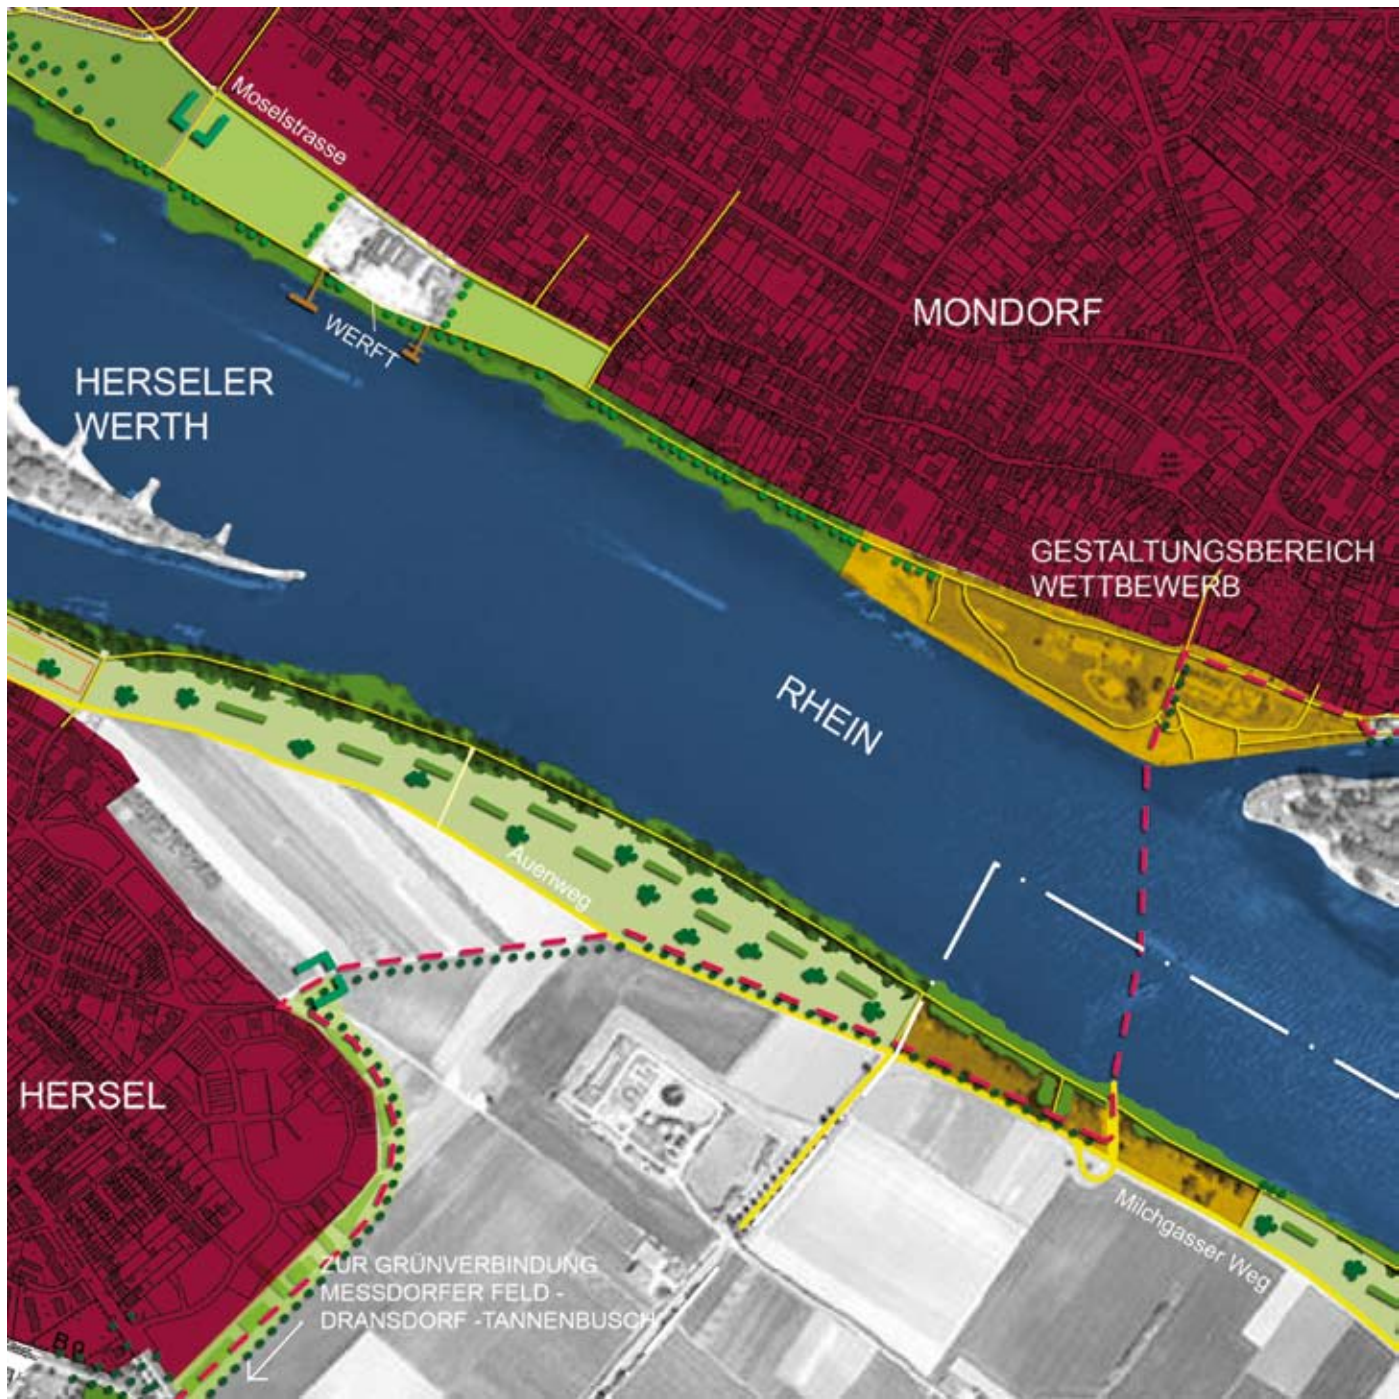 Moselstrasse
MONDORF
WERFT
HERSELER
WERTH
GESTALTUNGSBEREICH
WETTBEWERB
RHEIN
Auenweg
HERSEL
Milchgasser Weg
ZUR GRÜNVERBINDUNG
MESSDORFER FELD -
DRANSDORF -TANNENBUSCH